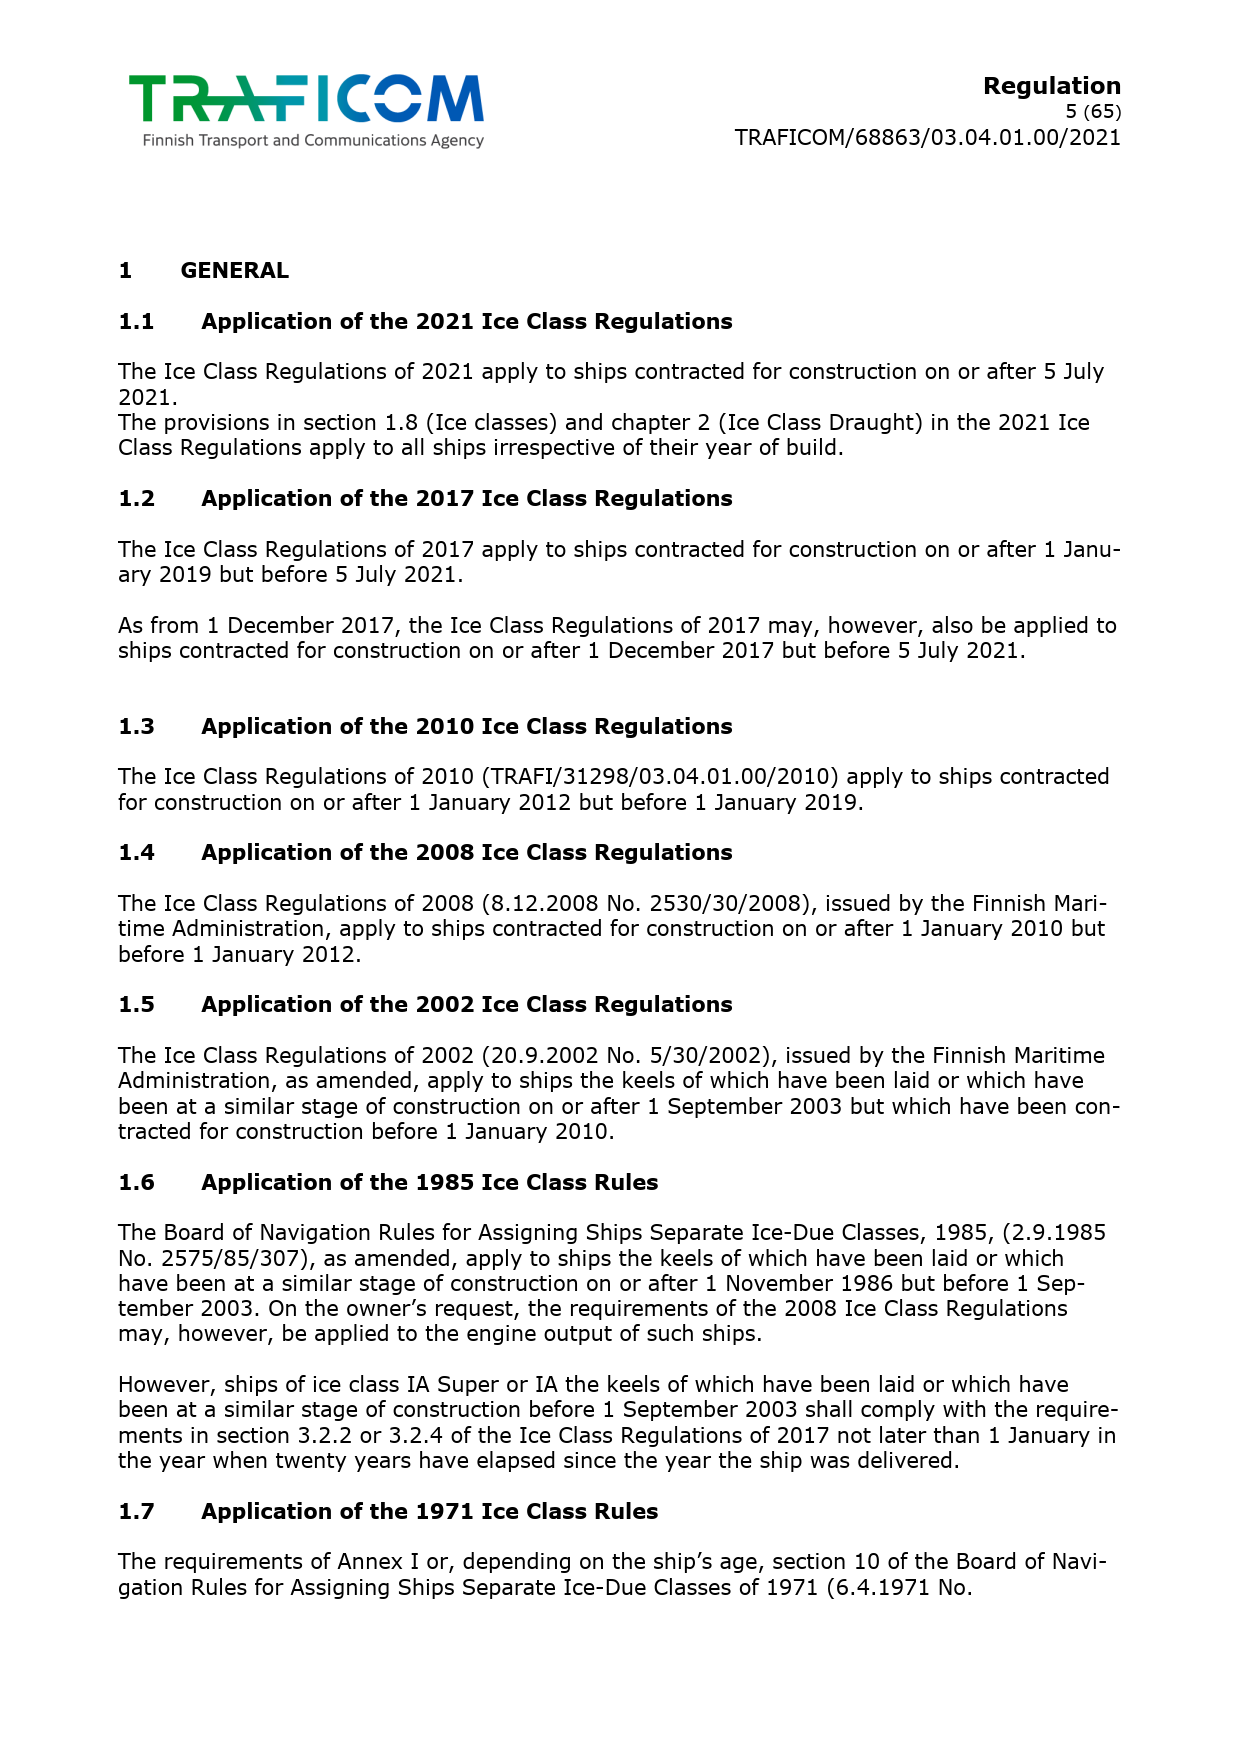 TRAFICOM
Finnish Transport and Communications Agency
Regulation
5 (65)
TRAFICOM/68863/03.04.01.00/2021
1 GENERAL
1.1 Application of the 2021 Ice Class Regulations
The Ice Class Regulations of 2021 apply to ships contracted for construction on or after 5 July
2021.
The provisions in section 1.8 (Ice classes) and chapter 2 (Ice Class Draught) in the 2021 Ice
Class Regulations apply to all ships irrespective of their year of build.
1.2 Application of the 2017 Ice Class Regulations
The Ice Class Regulations of 2017 apply to ships contracted for construction on or after 1 Janu-
ary 2019 but before 5 July 2021.
As from 1 December 2017, the Ice Class Regulations of 2017 may, however, also be applied to
ships contracted for construction on or after 1 December 2017 but before 5 July 2021.
1.3 Application of the 2010 Ice Class Regulations
The Ice Class Regulations of 2010 (TRAFI/31298/03.04.01.00/2010) apply to ships contracted
for construction on or after 1 January 2012 but before 1 January 2019.
1.4 Application of the 2008 Ice Class Regulations
The Ice Class Regulations of 2008 (8.12.2008 No. 2530/30/2008), issued by the Finnish Mari-
time Administration, apply to ships contracted for construction on or after 1 January 2010 but
before 1 January 2012.
1.5 Application of the 2002 Ice Class Regulations
The Ice Class Regulations of 2002 (20.9.2002 No. 5/30/2002), issued by the Finnish Maritime
Administration, as amended, apply to ships the keels of which have been laid or which have
been at a similar stage of construction on or after 1 September 2003 but which have been con-
tracted for construction before 1 January 2010.
1.6 Application of the 1985 Ice Class Rules
The Board of Navigation Rules for Assigning Ships Separate Ice-Due Classes, 1985, (2.9.1985
No. 2575/85/307), as amended, apply to ships the keels of which have been laid or which
have been at a similar stage of construction on or after 1 November 1986 but before 1 Sep-
tember 2003. On the owner’s request, the requirements of the 2008 Ice Class Regulations
may, however, be applied to the engine output of such ships.
However, ships of ice class IA Super or IA the keels of which have been laid or which have
been at a similar stage of construction before 1 September 2003 shall comply with the require-
ments in section 3.2.2 or 3.2.4 of the Ice Class Regulations of 2017 not later than 1 January in
the year when twenty years have elapsed since the year the ship was delivered.
1.7 Application of the 1971 Ice Class Rules
The requirements of Annex I or, depending on the ship’s age, section 10 of the Board of Navi-
gation Rules for Assigning Ships Separate Ice-Due Classes of 1971 (6.4.1971 No.